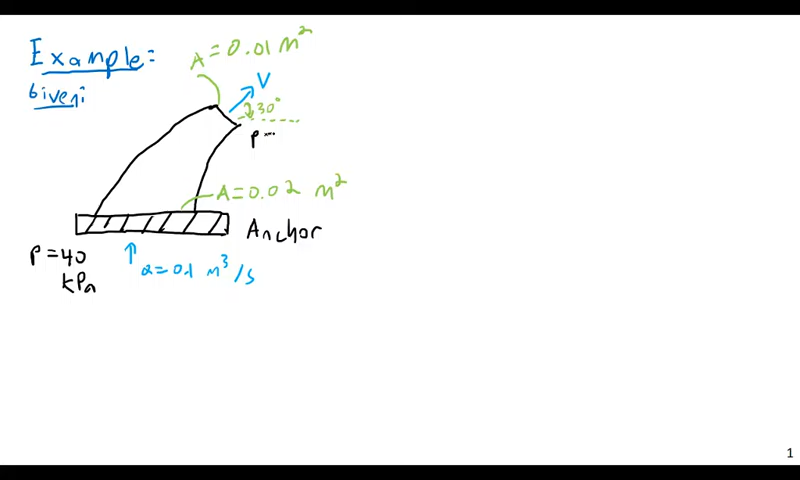 Example:
Given:
A = 0.01 m²
V
30°
P =
A = 0.02 m²
Anchor
P = 40
kPa
Q = 0.1 m³/s
1